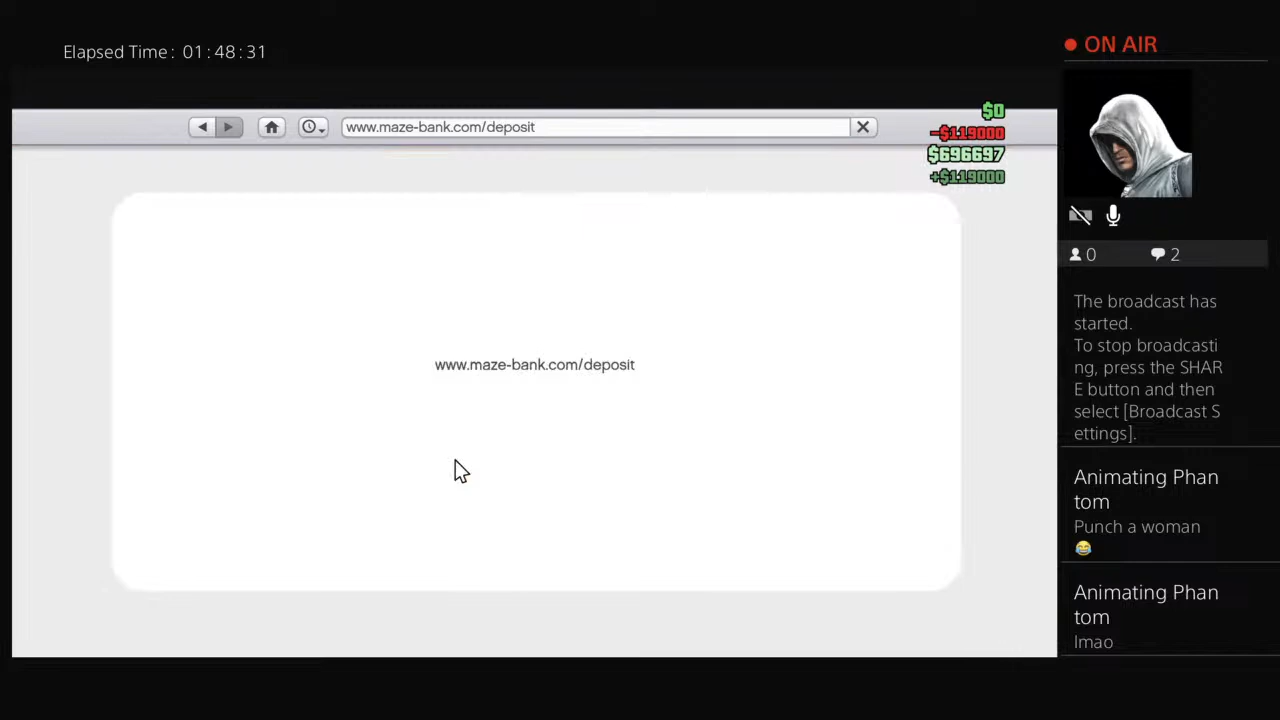 Elapsed Time: 01:48:31
ON AIR
www.maze-bank.com/deposit
$0
-$119000
$696697
+$119000
www.maze-bank.com/deposit
0 2
The broadcast has
started.
To stop broadcasti
ng, press the SHAR
E button and then
select [Broadcast S
ettings].
Animating Phan
tom
Punch a woman
😂
Animating Phan
tom
lmao